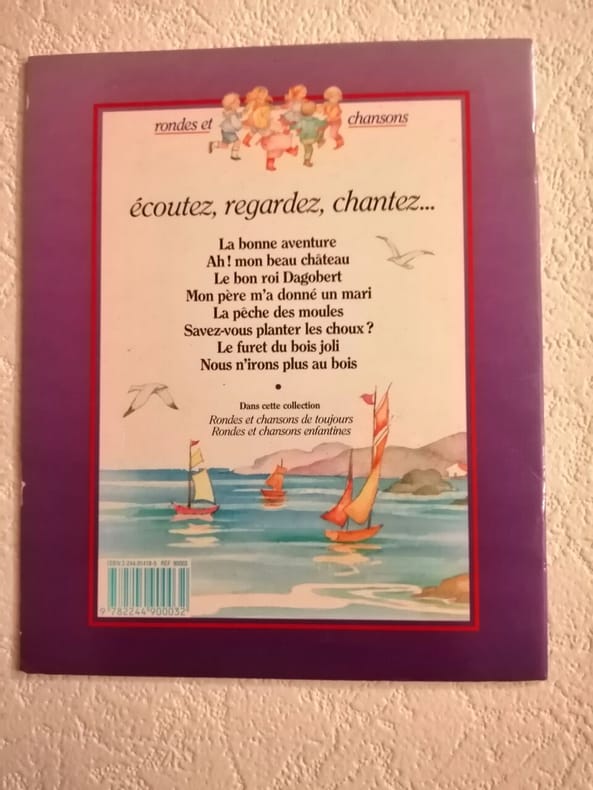 rondes et chansons
écoutez, regardez, chantez...
La bonne aventure
Ah ! mon beau château
Le bon roi Dagobert
Mon père m'a donné un mari
La pêche des moules
Savez-vous planter les choux ?
Le furet du bois joli
Nous n'irons plus au bois
•
Dans cette collection
Rondes et chansons de toujours
Rondes et chansons enfantines
9 782244 900032